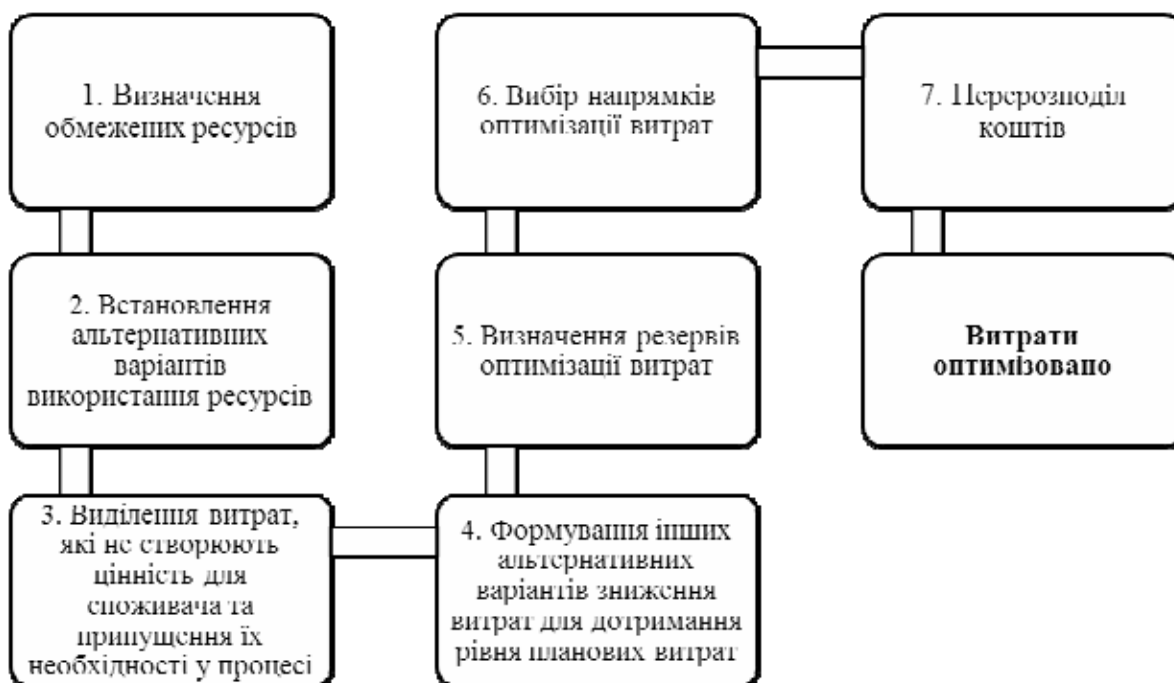 1. Визначення
обмежених ресурсів
2. Встановлення
альтернативних
варіантів
використання ресурсів
3. Виділення витрат,
які не створюють
цінність для
споживача та
припущення їх
необхідності у процесі
4. Формування інших
альтернативних
варіантів зниження
витрат для дотримання
рівня планових витрат
5. Визначення резервів
оптимізації витрат
6. Вибір напрямків
оптимізації витрат
7. Перерозподіл
коштів
Витрати
оптимізовано